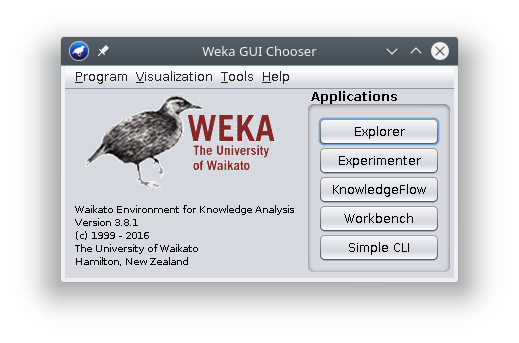 Weka GUI Chooser
Program Visualization Tools Help
WEKA
The University
of Waikato
Waikato Environment for Knowledge Analysis
Version 3.8.1
(c) 1999 - 2016
The University of Waikato
Hamilton, New Zealand
Applications
Explorer
Experimenter
KnowledgeFlow
Workbench
Simple CLI